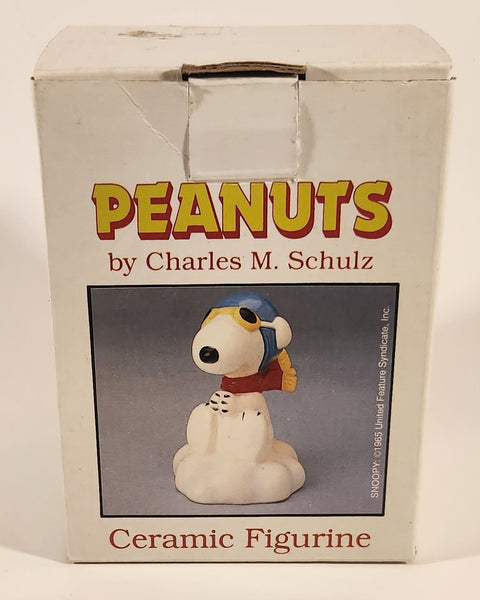 PEANUTS
by Charles M. Schulz
SNOOPY: ©1965 United Feature Syndicate, Inc.
Ceramic Figurine